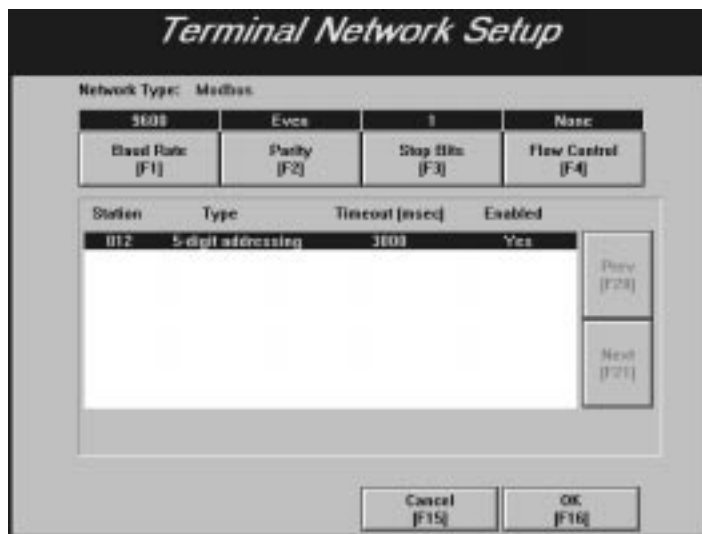 Terminal Network Setup
Network Type: Modbus
9600 Even 1 None
Baud Rate Parity Stop Bits Flow Control
[F1] [F2] [F3] [F4]
Station Type Timeout (msec) Enabled
012 5-digit addressing 3000 Yes
Prev
[F20]
Next
[F21]
Cancel OK
[F15] [F16]